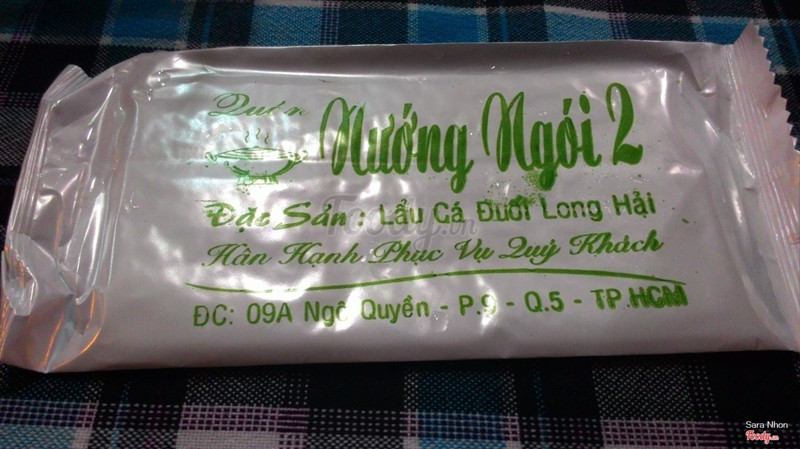 Quán
Nướng Ngói 2
Đặc Sản: Lẩu Cá Đuối Long Hải
Hân Hạnh Phục Vụ Quý Khách
ĐC: 09A Ngô Quyền - P.9 - Q.5 - TP.HCM
Foody.vn
Sara Nhon
Foody.vn